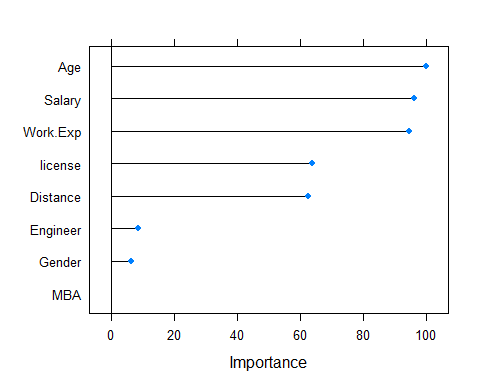 Age
Salary
Work.Exp
license
Distance
Engineer
Gender
MBA
0 20 40 60 80 100
Importance